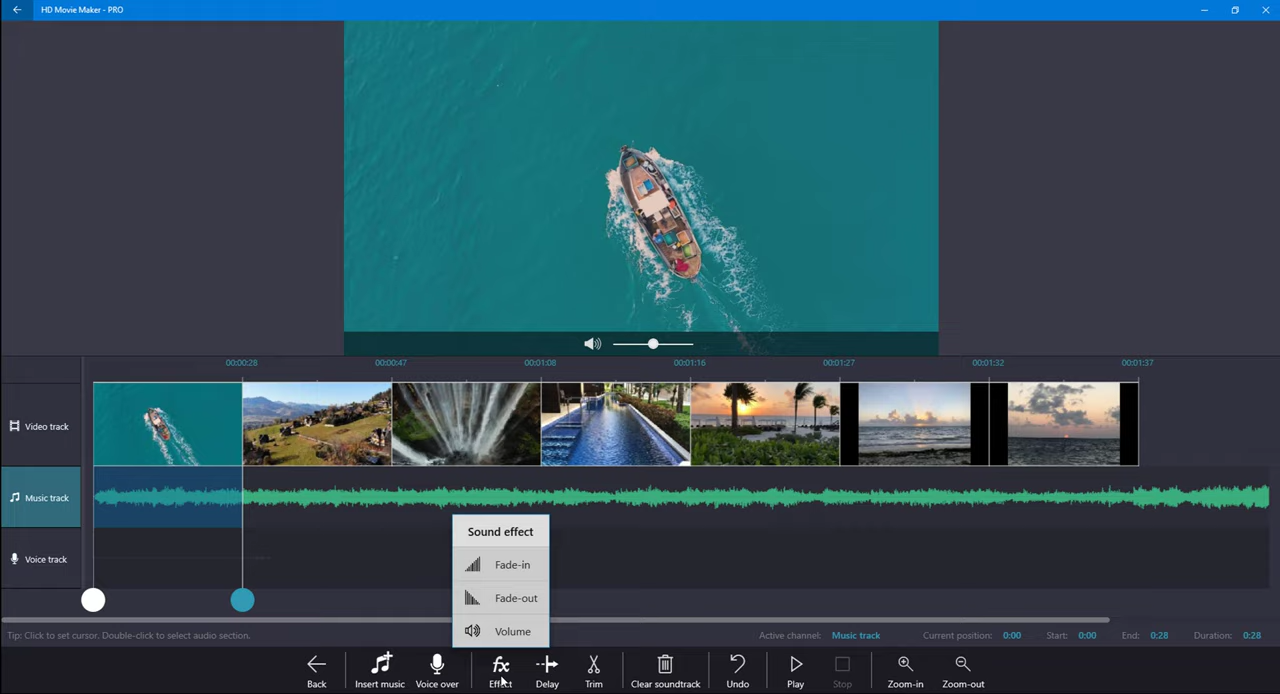 HD Movie Maker - PRO
00:00:28 00:00:47 00:01:08 00:01:16 00:01:27 00:01:32 00:01:37
Video track
Music track
Voice track
Sound effect
Fade-in
Fade-out
Volume
Tip: Click to set cursor. Double-click to select audio section.
Active channel: Music track Current position: 0:00 Start: 0:00 End: 0:28 Duration: 0:28
fx
Back Insert music Voice over Effect Delay Trim Clear soundtrack Undo Play Stop Zoom-in Zoom-out